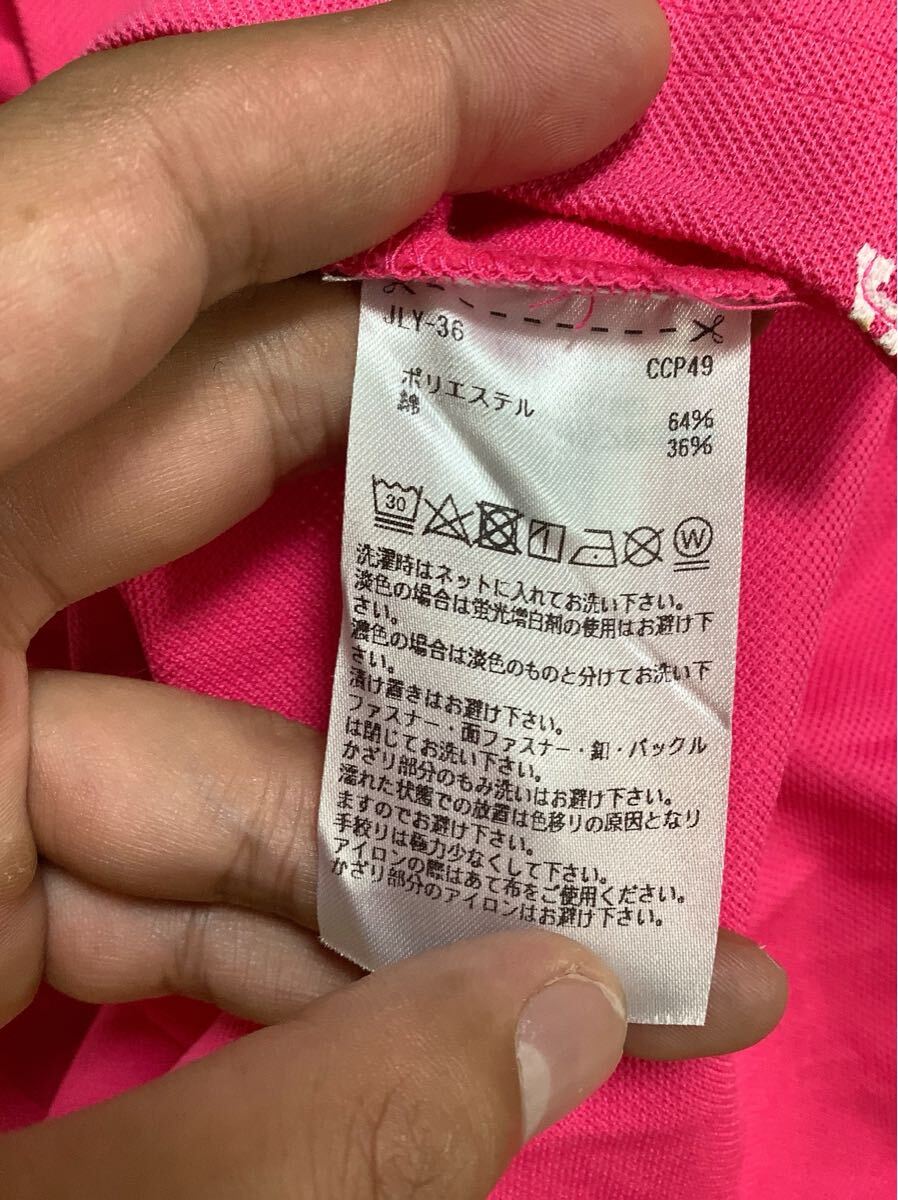 JLY-36
CCP49
ポリエステル 64%
綿 36%
30 W
洗濯時はネットに入れてお洗い下さい。
淡色の場合は蛍光増白剤の使用はお避け下
さい。
濃色の場合は淡色のものと分けてお洗い下
さい。
漬け置きはお避け下さい。
ファスナー・面ファスナー・釦・バックル
は閉じてお洗い下さい。
かざり部分のもみ洗いはお避け下さい。
濡れた状態での放置は色移りの原因となり
ますのでお避け下さい。
手絞りは極力少なくして下さい。
アイロンの際はあて布をご使用ください。
かざり部分のアイロンはお避け下さい。